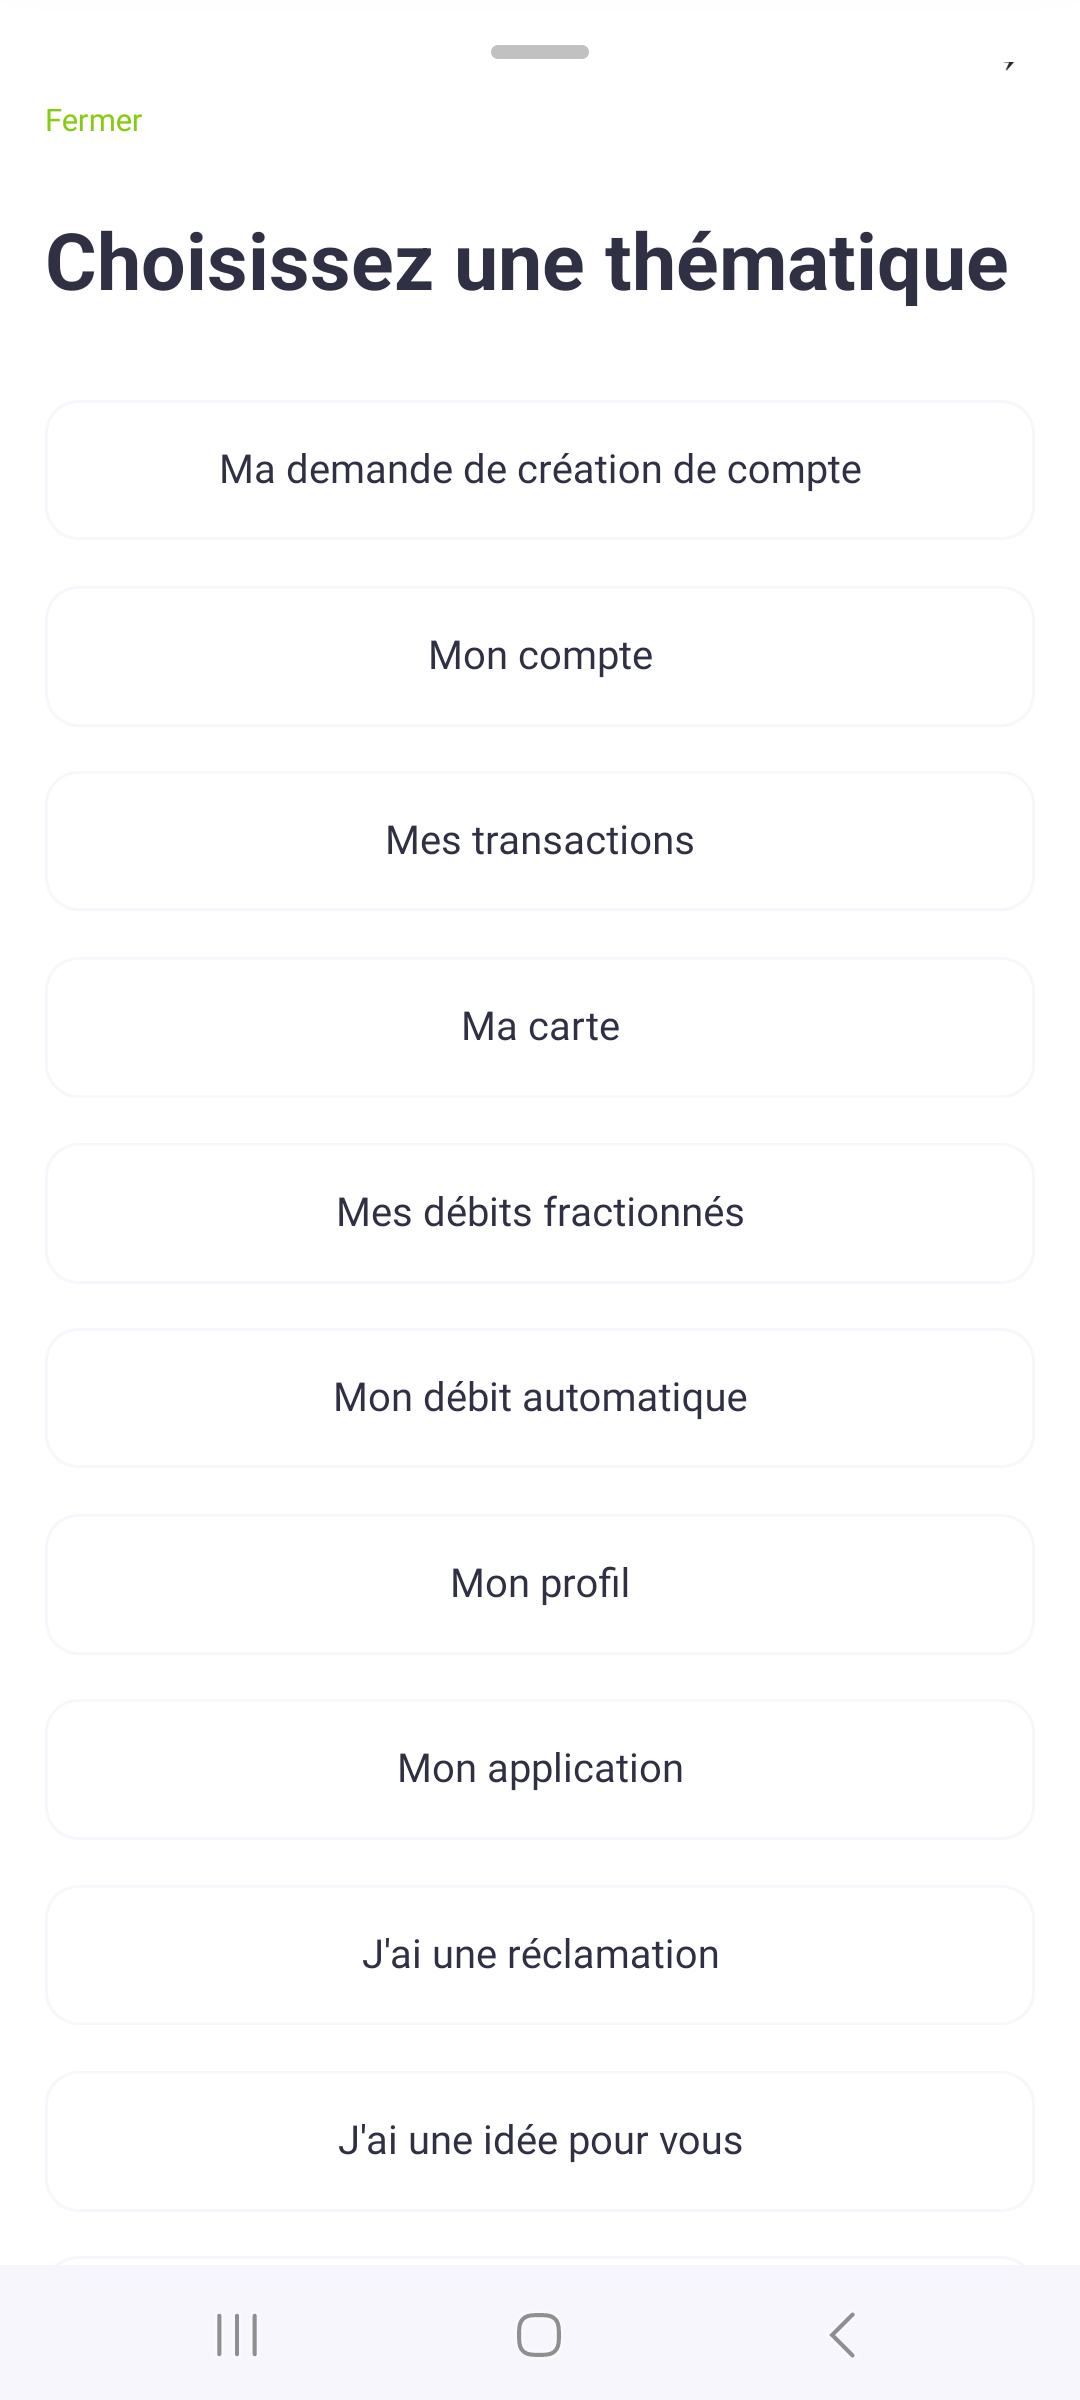 Fermer
Choisissez une thématique
Ma demande de création de compte
Mon compte
Mes transactions
Ma carte
Mes débits fractionnés
Mon débit automatique
Mon profil
Mon application
J'ai une réclamation
J'ai une idée pour vous